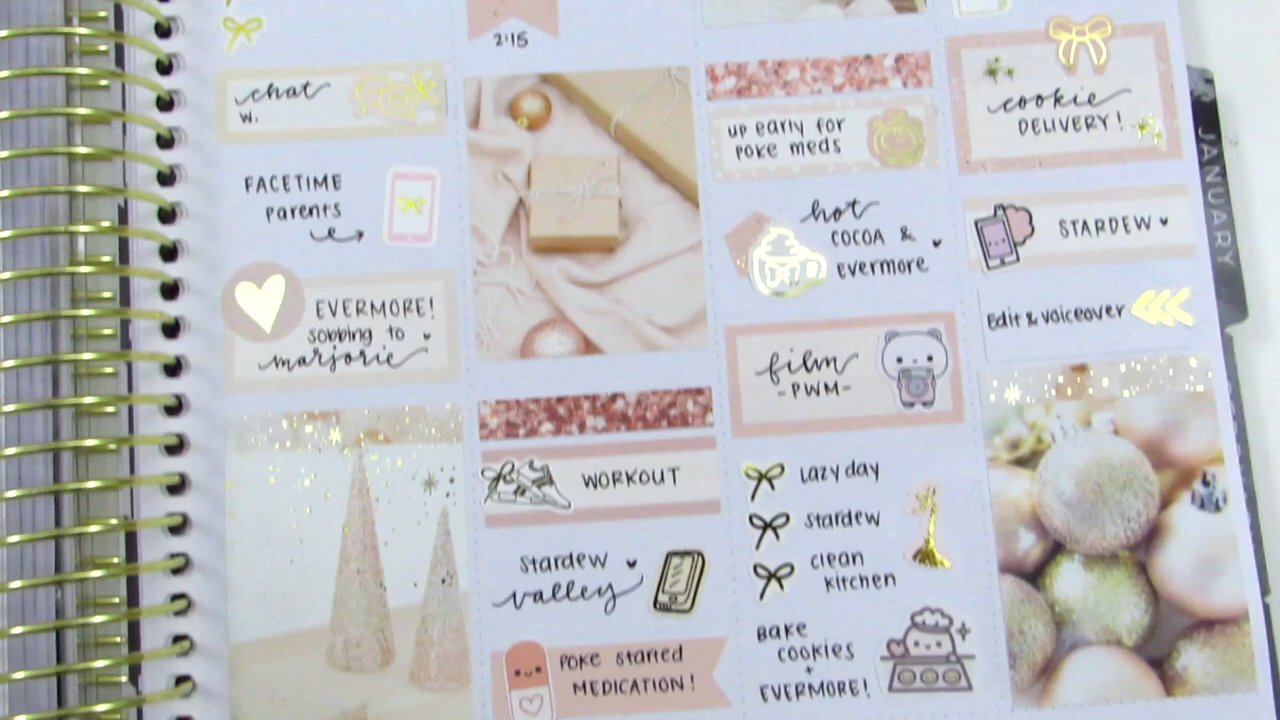 chat
w.
FACETIME
parents
EVERMORE!
sobbing to
marjorie
2:15
WORKOUT
Stardew
valley
POKE started
MEDICATION!
up early for
poke meds
hot
COCOA &
evermore
film
-PWM-
lazy day
stardew
clean
kitchen
BAKE
cookies
+
EVERMORE!
cookie
DELIVERY!
STARDEW
Edit & voiceover
JANUARY